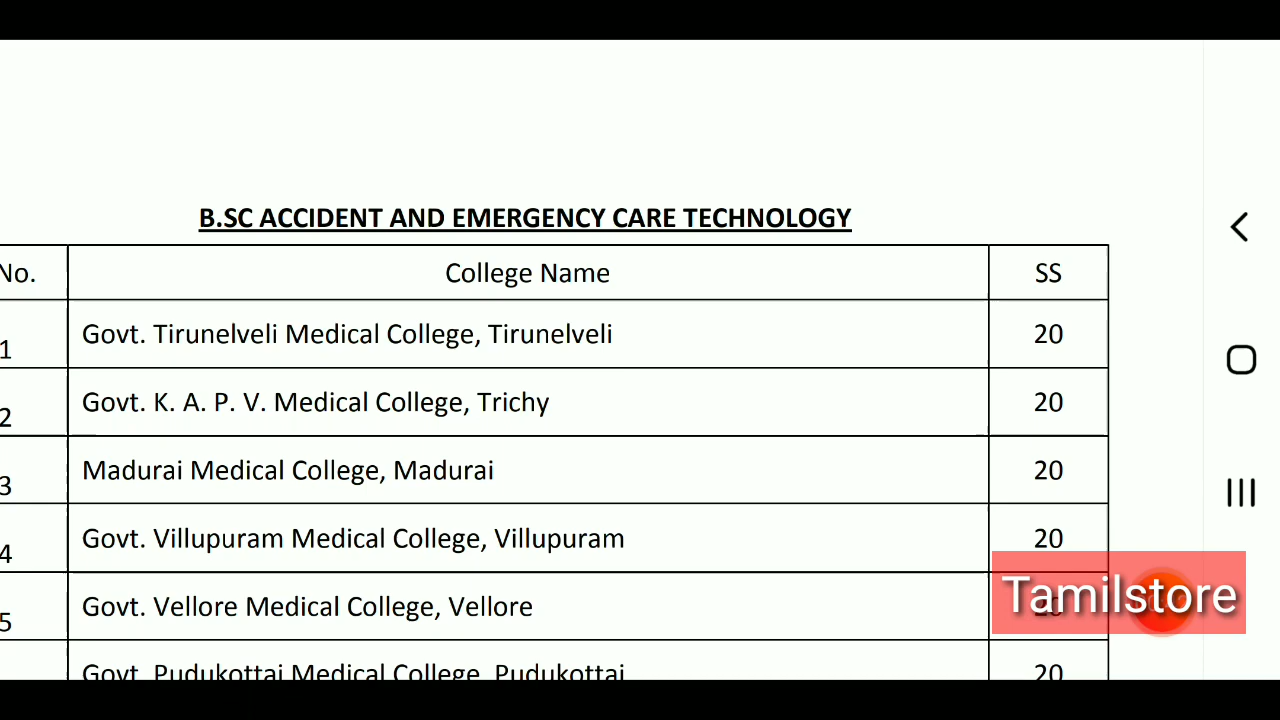 B.SC ACCIDENT AND EMERGENCY CARE TECHNOLOGY
No. College Name SS
1 Govt. Tirunelveli Medical College, Tirunelveli 20
2 Govt. K. A. P. V. Medical College, Trichy 20
3 Madurai Medical College, Madurai 20
4 Govt. Villupuram Medical College, Villupuram 20
5 Govt. Vellore Medical College, Vellore
Tamilstore
Govt. Pudukottai Medical College, Pudukottai 20